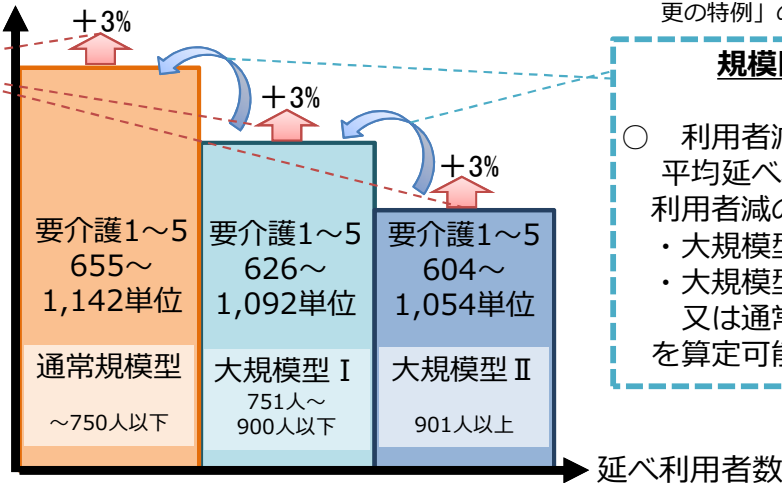 更の特例」の
+3%
+3%
+3%
要介護1～5
655～
1,142単位
通常規模型
～750人以下
要介護1～5
626～
1,092単位
大規模型Ⅰ
751人～
900人以下
要介護1～5
604～
1,054単位
大規模型Ⅱ
901人以上
延べ利用者数
規模
○ 利用者減
平均延べ
利用者減の
・大規模型
・大規模型
又は通常
を算定可能